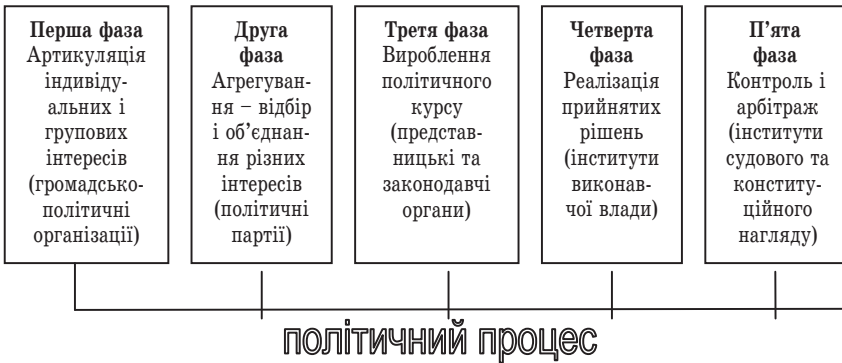 Перша фаза
Артикуляція
індивіду-
альних і
групових
інтересів
(громадсько-
політичні
організації)
Друга
фаза
Агрегуван-
ня – відбір
і об’єднан-
ня різних
інтересів
(політичні
партії)
Третя фаза
Вироблення
політичного
курсу
(представ-
ницькі та
законодавчі
органи)
Четверта
фаза
Реалізація
прийнятих
рішень
(інститути
виконав-
чої влади)
П’ята
фаза
Контроль і
арбітраж
(інститути
судового та
конститу-
ційного
нагляду)
політичний процес